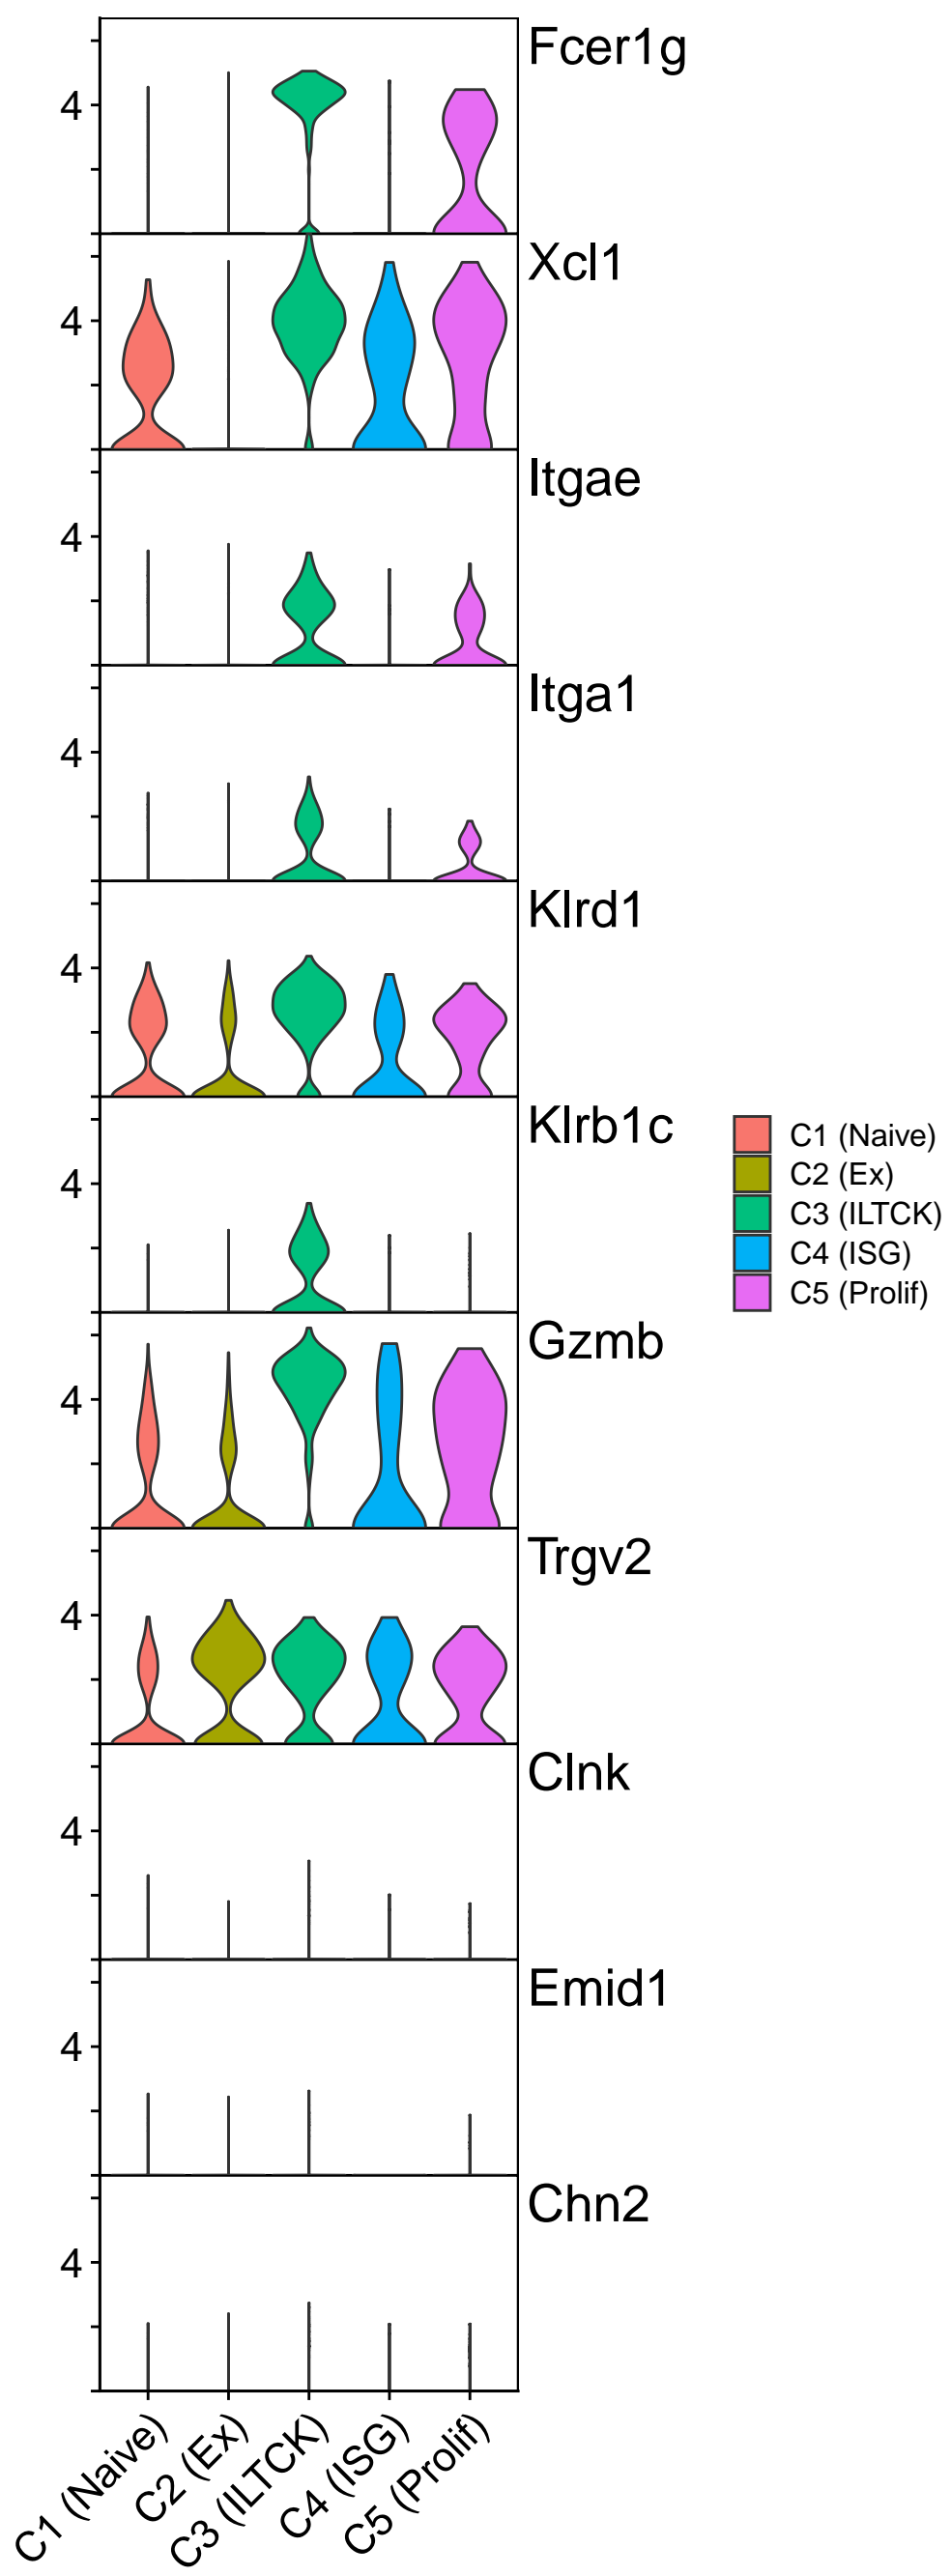 Fcer1g
4
Xcl1
4
Itgae
4
Itga1
4
Klrd1
4
Klrb1c
4
C1 (Naive)
C2 (Ex)
C3 (ILTCK)
C4 (ISG)
C5 (Prolif)
Gzmb
4
Trgv2
4
Clnk
4
Emid1
4
Chn2
4
C1 (Naive)
C2 (Ex)
C3 (ILTCK)
C4 (ISG)
C5 (Prolif)